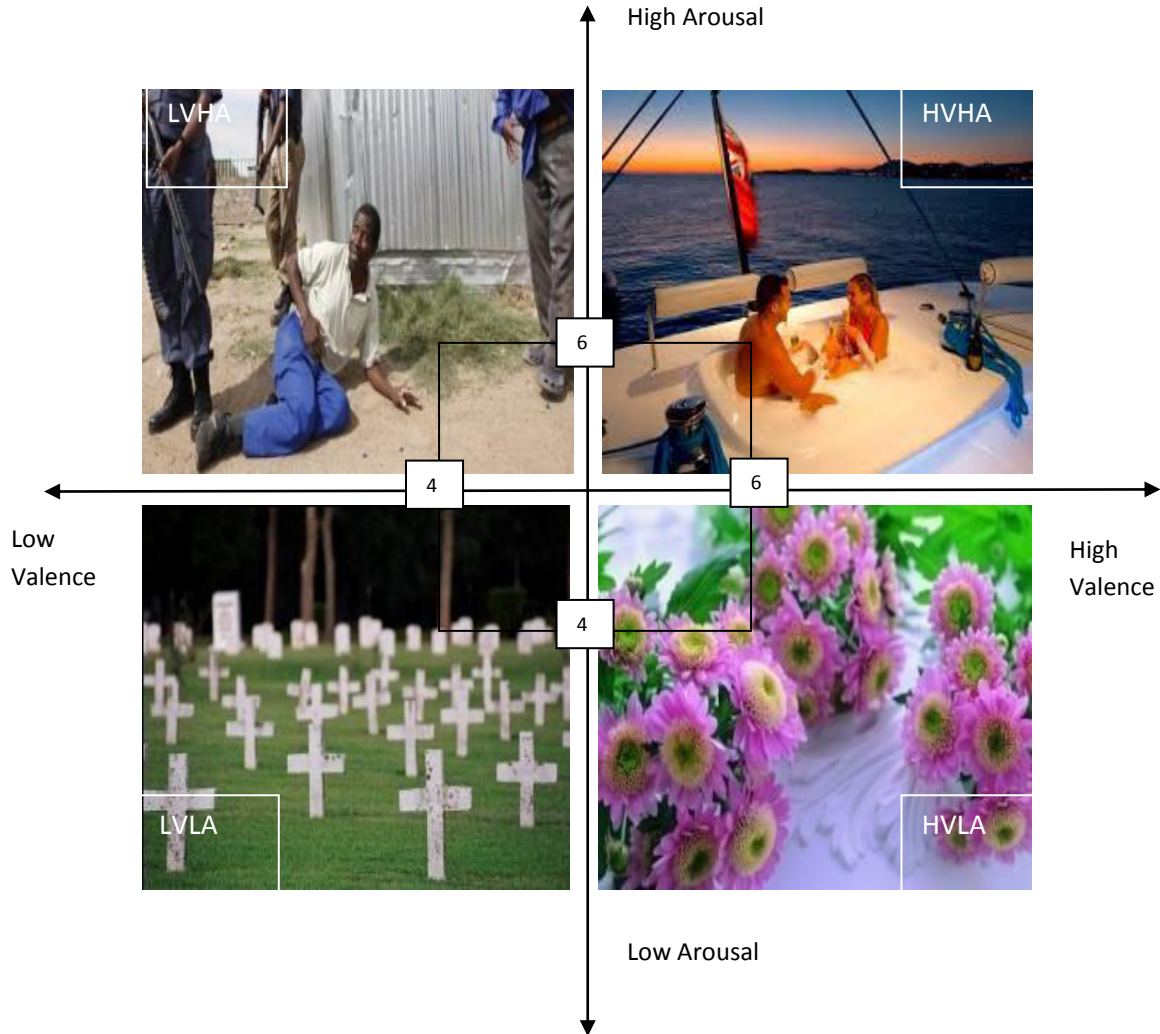 High Arousal
LVHA
HVHA
6
4
6
Low
Valence
High
Valence
4
LVLA
HVLA
Low Arousal